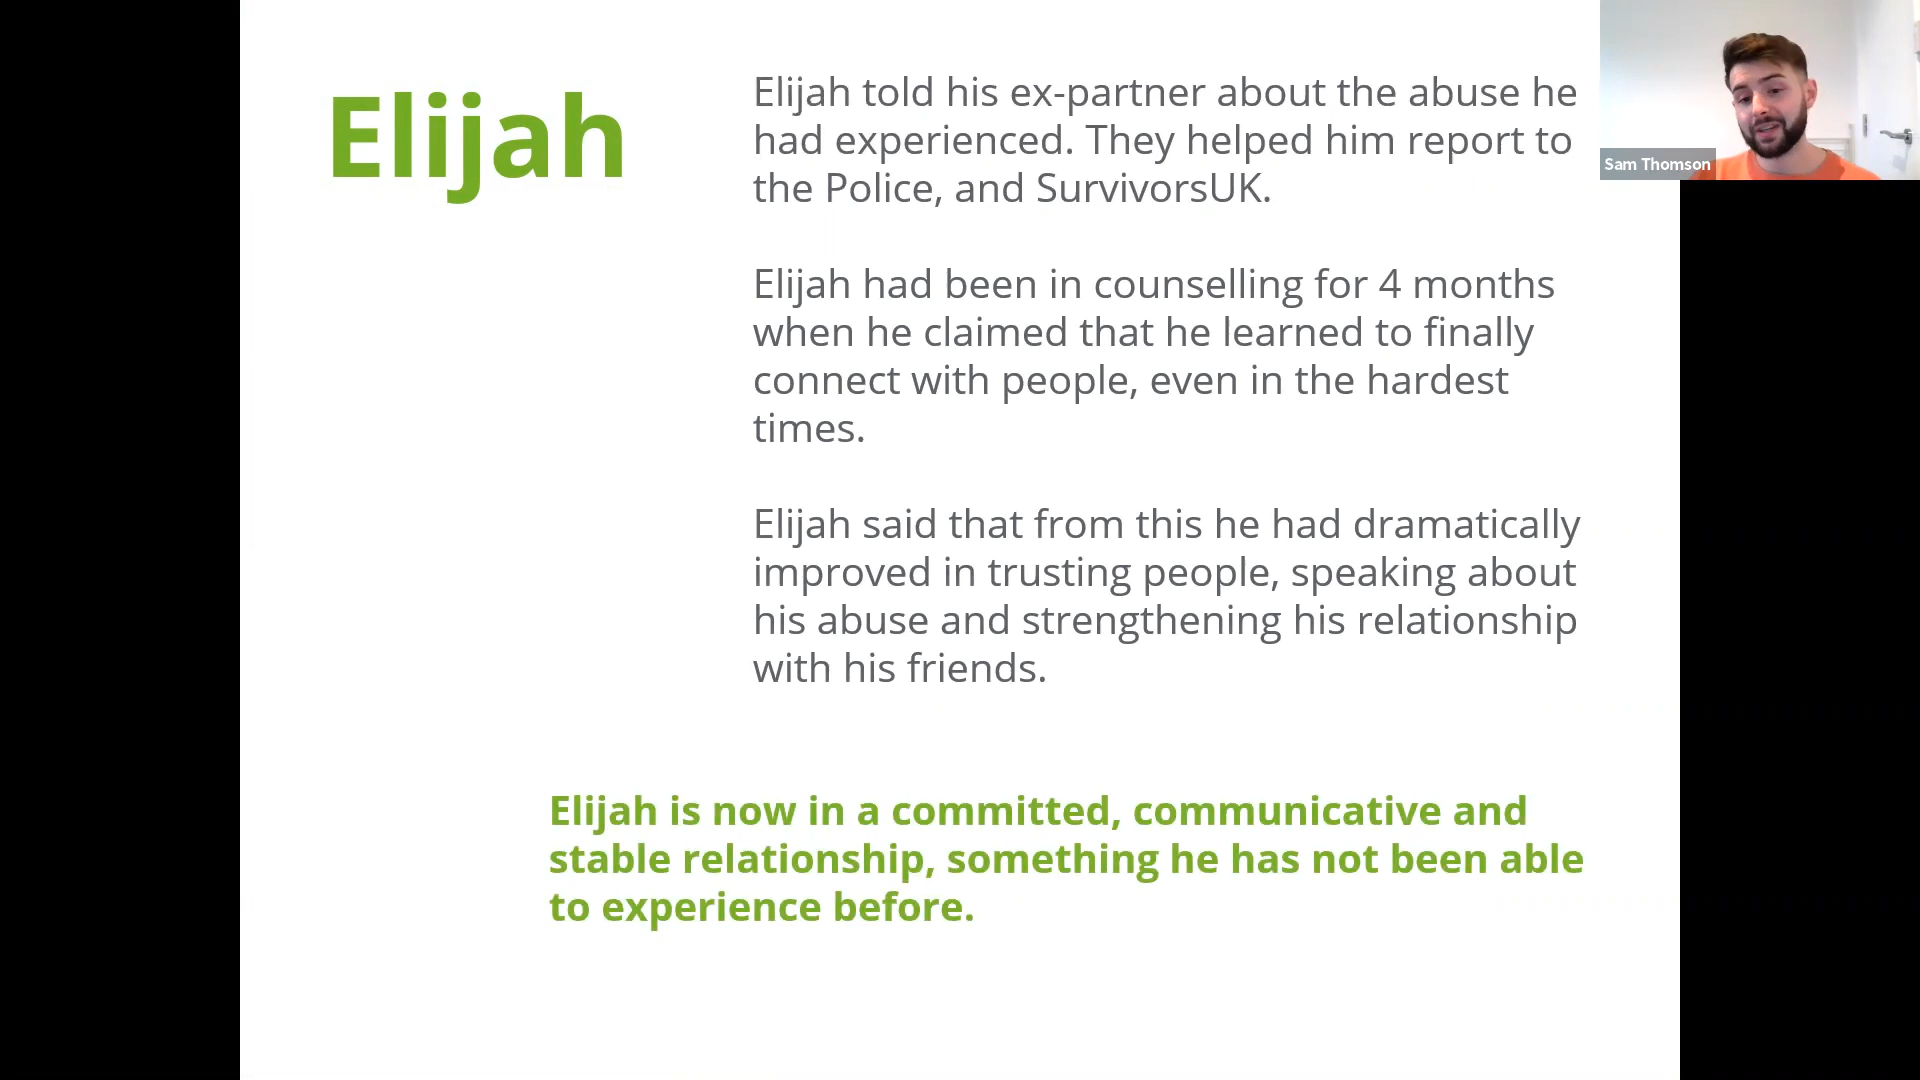 Elijah
Elijah told his ex-partner about the abuse he
had experienced. They helped him report to
the Police, and SurvivorsUK.
Elijah had been in counselling for 4 months
when he claimed that he learned to finally
connect with people, even in the hardest
times.
Elijah said that from this he had dramatically
improved in trusting people, speaking about
his abuse and strengthening his relationship
with his friends.
Elijah is now in a committed, communicative and
stable relationship, something he has not been able
to experience before.
Sam Thomson